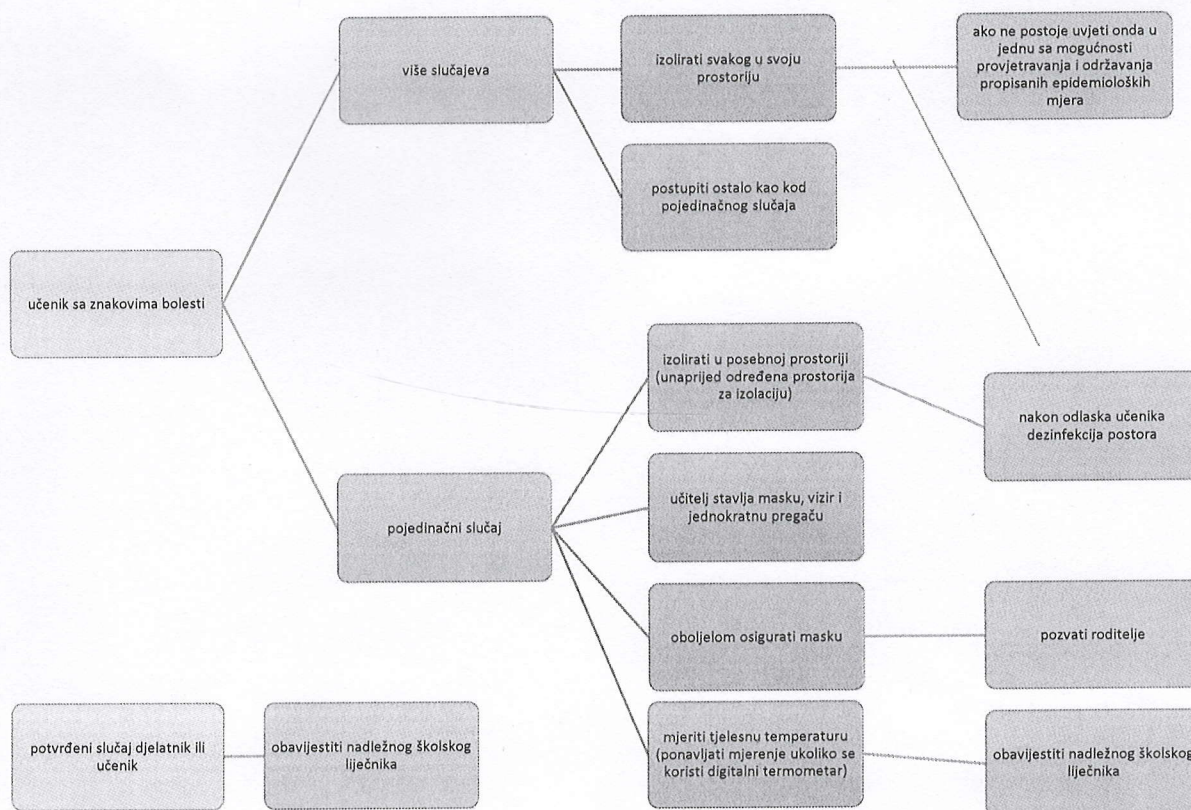 više slučajeva
izolirati svakog u svoju
prostoriju
ako ne postoje uvjeti onda u
jednu sa mogućnosti
provjetravanja i održavanja
propisanih epidemioloških
mjera
postupiti ostalo kao kod
pojedinačnog slučaja
učenik sa znakovima bolesti
izolirati u posebnoj prostoriji
(unaprijed određena prostorija
za izolaciju)
nakon odlaska učenika
dezinfekcija postora
učitelj stavlja masku, vizir i
jednokratnu pregaču
pojedinačni slučaj
oboljelom osigurati masku
pozvati roditelje
potvrđeni slučaj djelatnik ili
učenik
obavijestiti nadležnog školskog
liječnika
mjeriti tjelesnu temperaturu
(ponavljati mjerenje ukoliko se
koristi digitalni termometar)
obavijestiti nadležnog školskog
liječnika